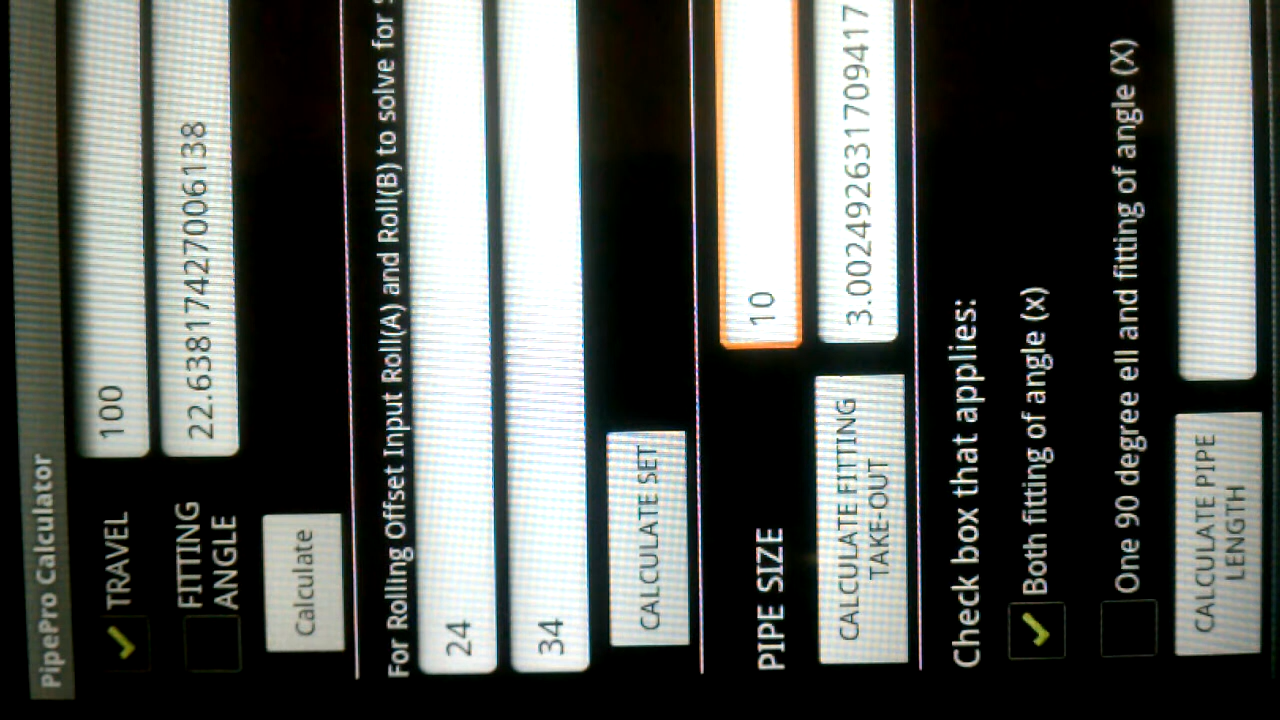 PipePro Calculator
TRAVEL 100
FITTING ANGLE 22.638174270061​38
Calculate
For Rolling Offset Input Roll(A) and Roll(B) to solve for
24
34
CALCULATE SET
PIPE SIZE 10
CALCULATE FITTING
TAKE-OUT
3.0024926317094​17
Check box that applies:
Both fitting of angle (x)
One 90 degree ell and fitting of angle (X)
CALCULATE PIPE
LENGTH